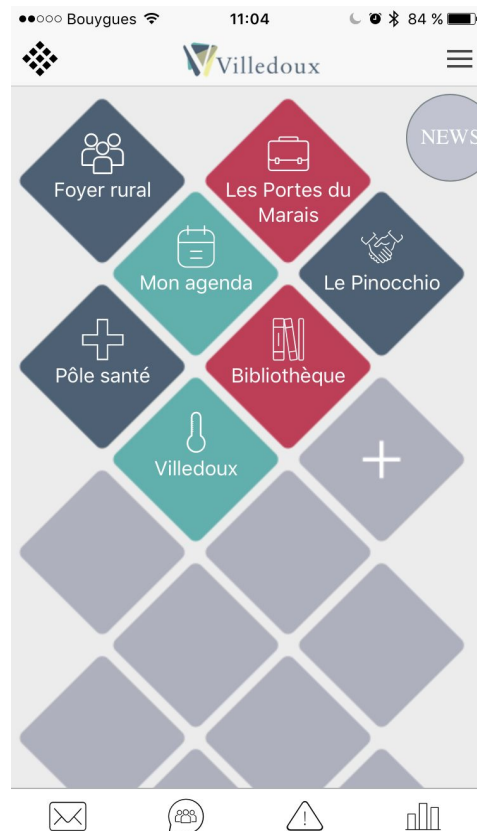 Bouygues 11:04 84 %
Villedoux
NEWS
Foyer rural
Les Portes du
Marais
Mon agenda
Le Pinocchio
Pôle santé
Bibliothèque
Villedoux